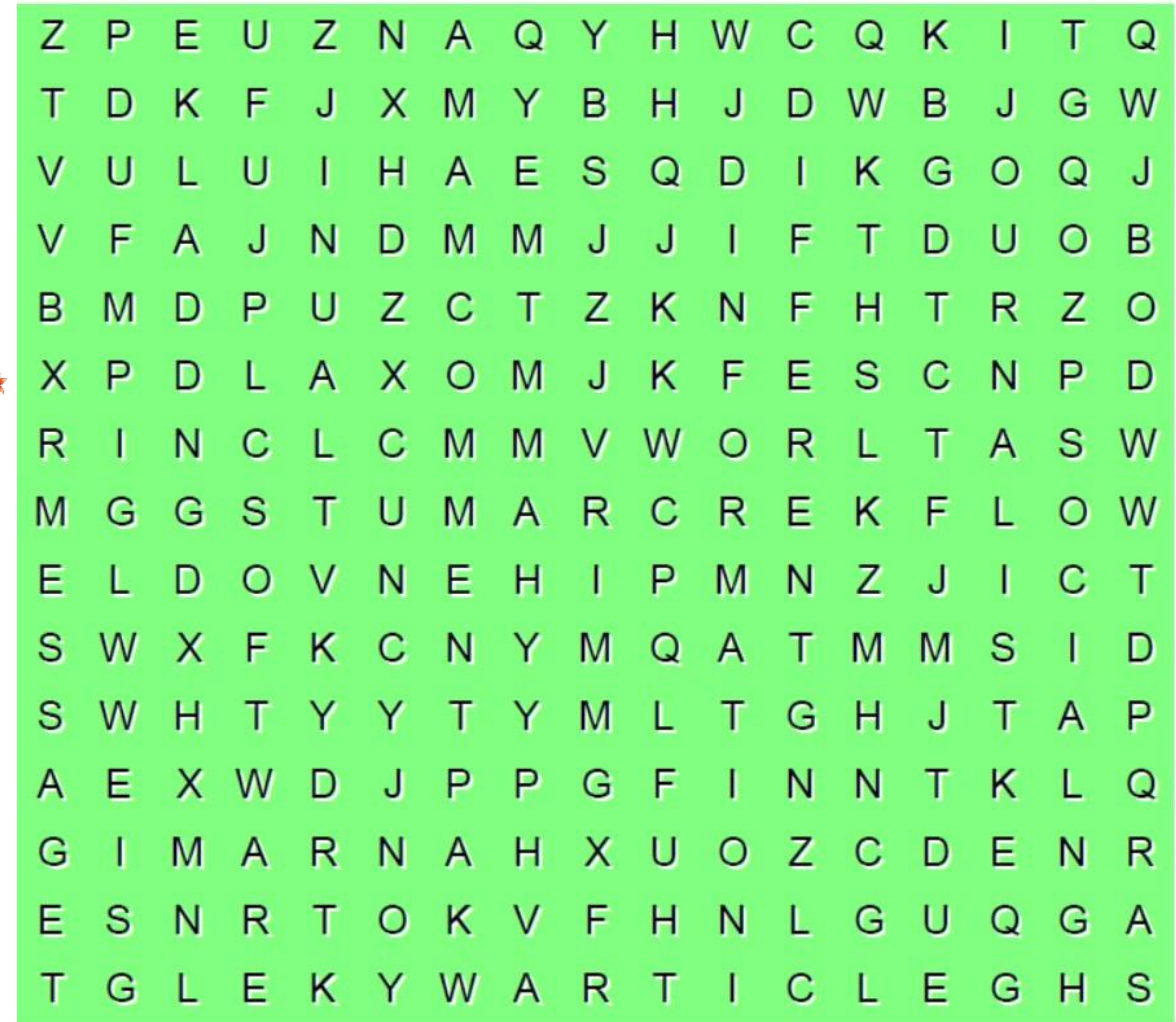 Z P E U Z N A Q Y H W C Q K I T Q
T D K F J X M Y B H J D W B J G W
V U L U I H A E S Q D I K G O Q J
V F A J N D M M J J I F T D U O B
B M D P U Z C T Z K N F H T R Z O
X P D L A X O M J K F E S C N P D
R I N C L C M M V W O R L T A S W
M G G S T U M A R C R E K F L O W
E L D O V N E H I P M N Z J I C T
S W X F K C N Y M Q A T M M S I D
S W H T Y Y T Y M L T G H J T A P
A E X W D J P P G F I N N T K L Q
G I M A R N A H X U O Z C D E N R
E S N R T O K V F H N L G U Q G A
T G L E K Y W A R T I C L E G H S